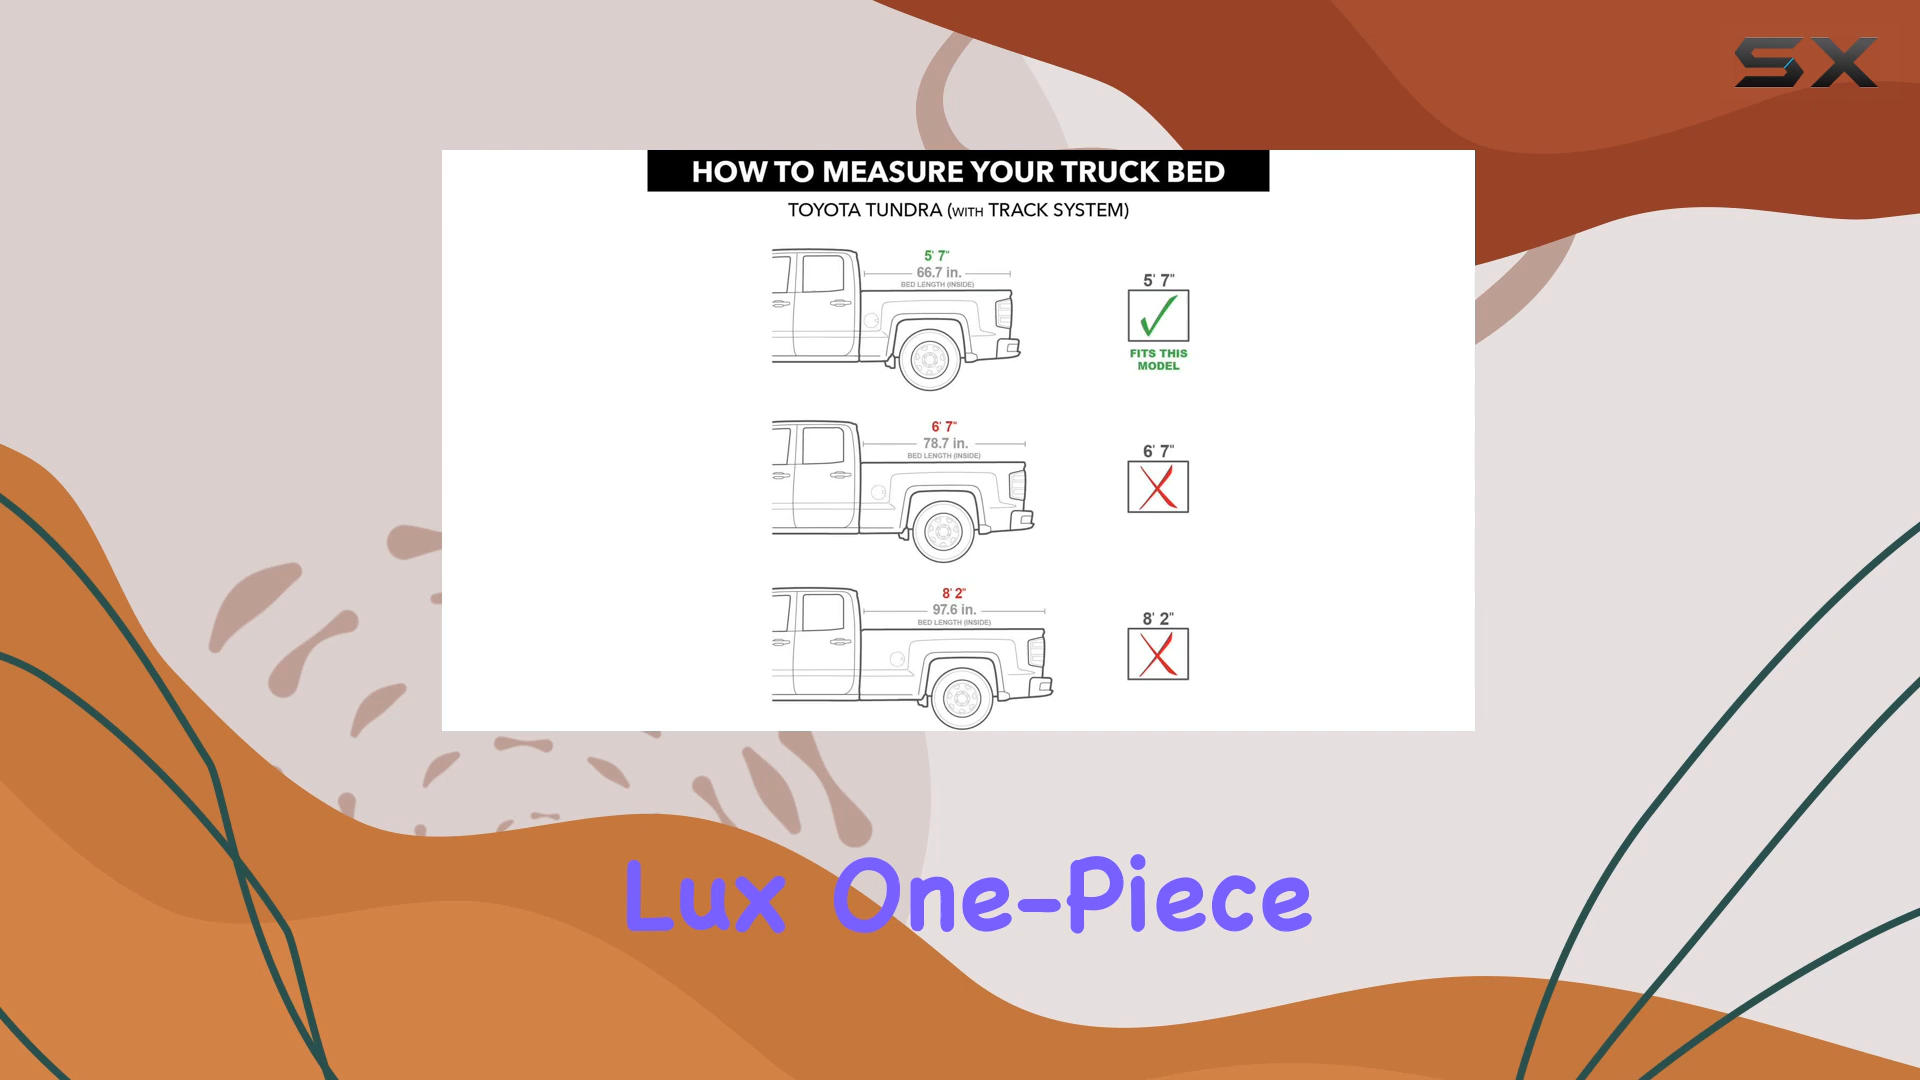 SX
HOW TO MEASURE YOUR TRUCK BED
TOYOTA TUNDRA (WITH TRACK SYSTEM)
5' 7"
66.7 in.
BED LENGTH (INSIDE)
5' 7"
FITS THIS
MODEL
6' 7"
78.7 in.
BED LENGTH (INSIDE)
6' 7"
8' 2"
97.6 in.
BED LENGTH (INSIDE)
8' 2"
Lux One-Piece